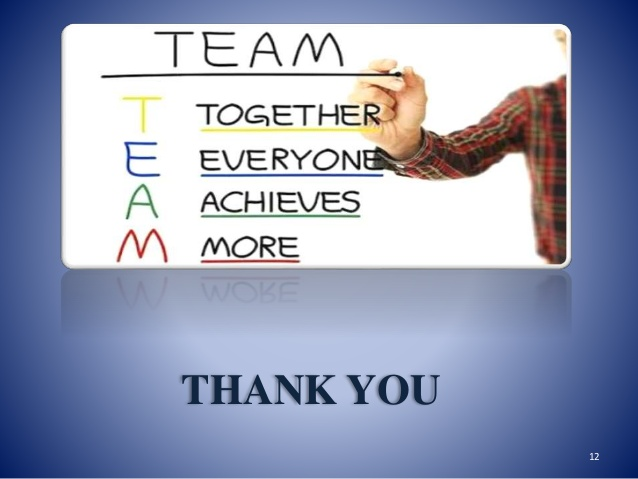 TEAM
T TOGETHER
E EVERYONE
A ACHIEVES
M MORE
THANK YOU
12